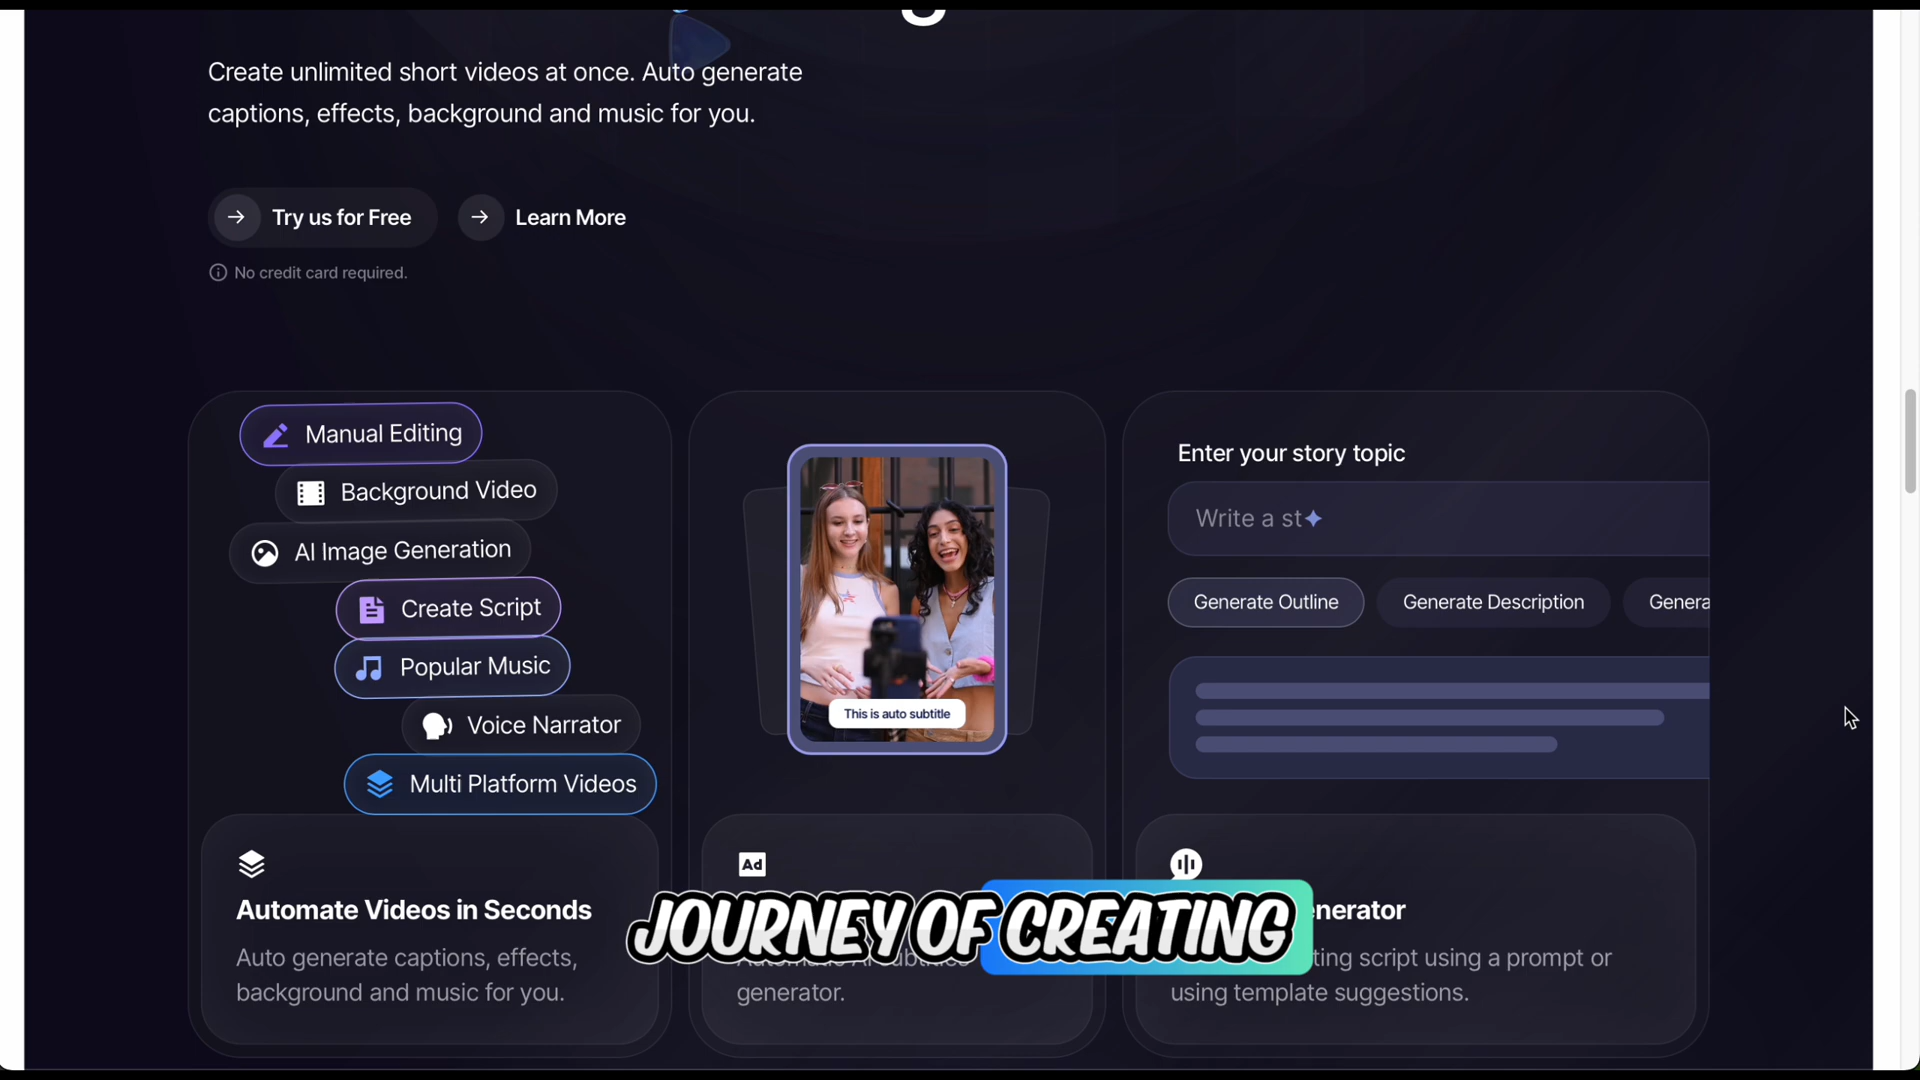 Create unlimited short videos at once. Auto generate
captions, effects, background and music for you.
Try us for Free
Learn More
No credit card required.
Manual Editing
Background Video
AI Image Generation
Create Script
Popular Music
Voice Narrator
Multi Platform Videos
This is auto subtitle
Enter your story topic
Write a st
Generate Outline
Generate Description
Genera
Automate Videos in Seconds
Auto generate captions, effects,
background and music for you.
Ad
generator.
nerator
ting script using a prompt or
using template suggestions.
JOURNEY OF CREATING